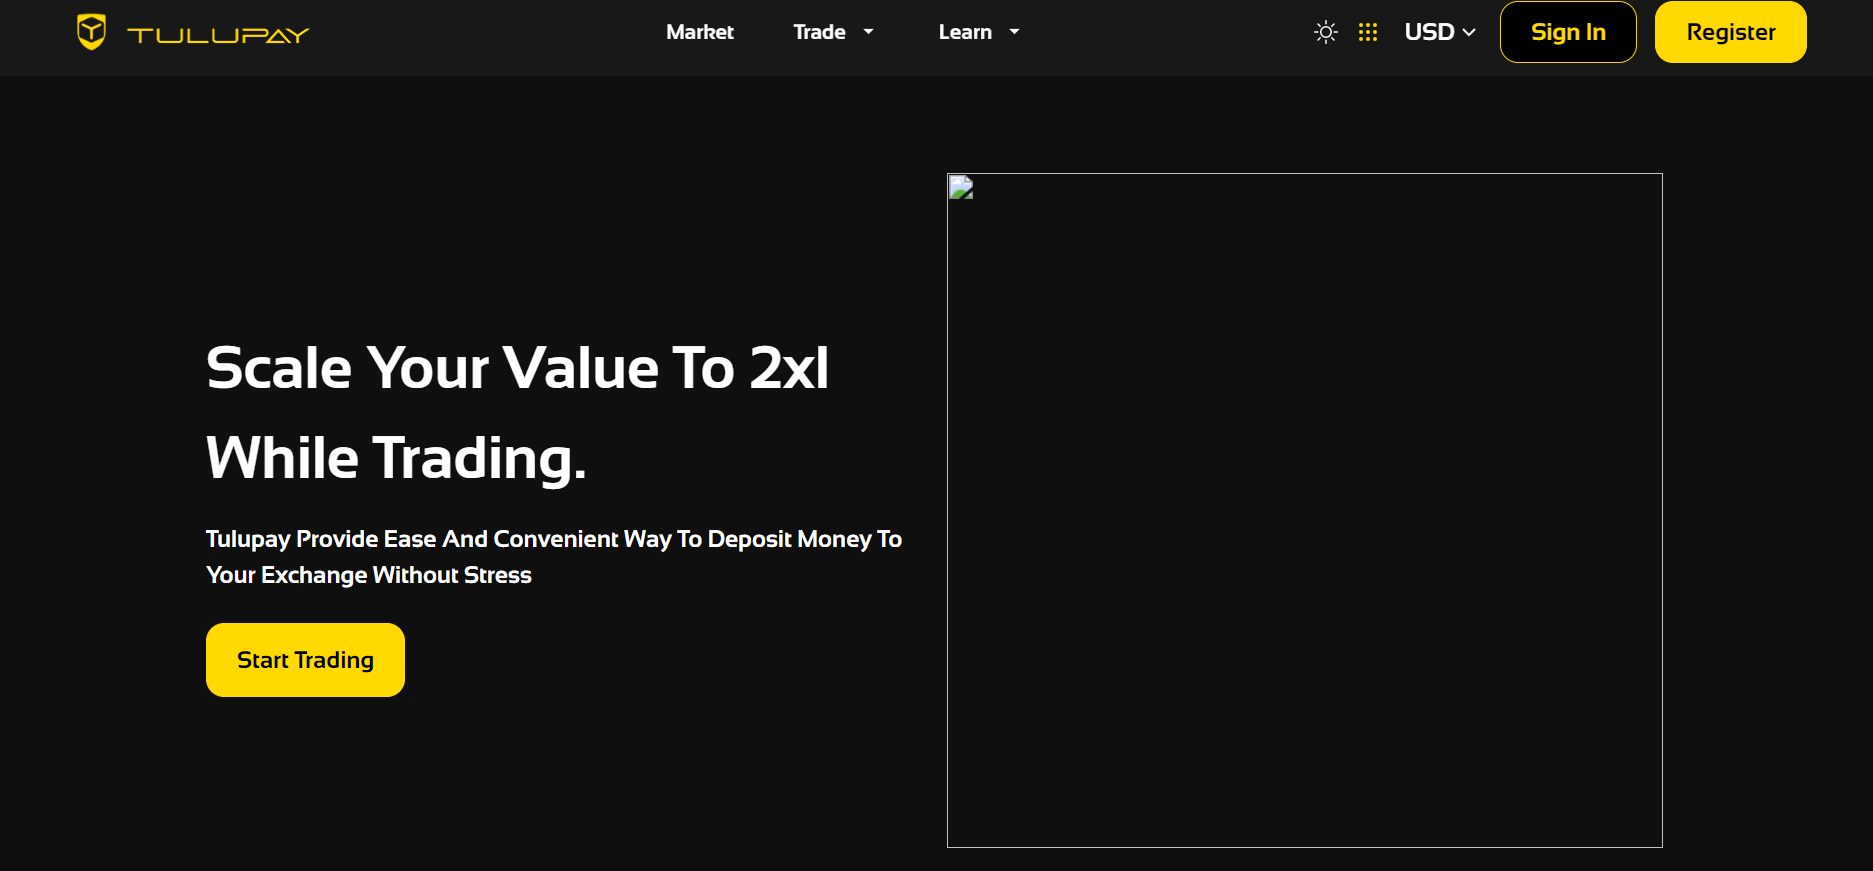 TULUPAY
Market
Trade
Learn
USD
Sign In
Register
Scale Your Value To 2xl
While Trading.
Tulupay Provide Ease And Convenient Way To Deposit Money To
Your Exchange Without Stress
Start Trading